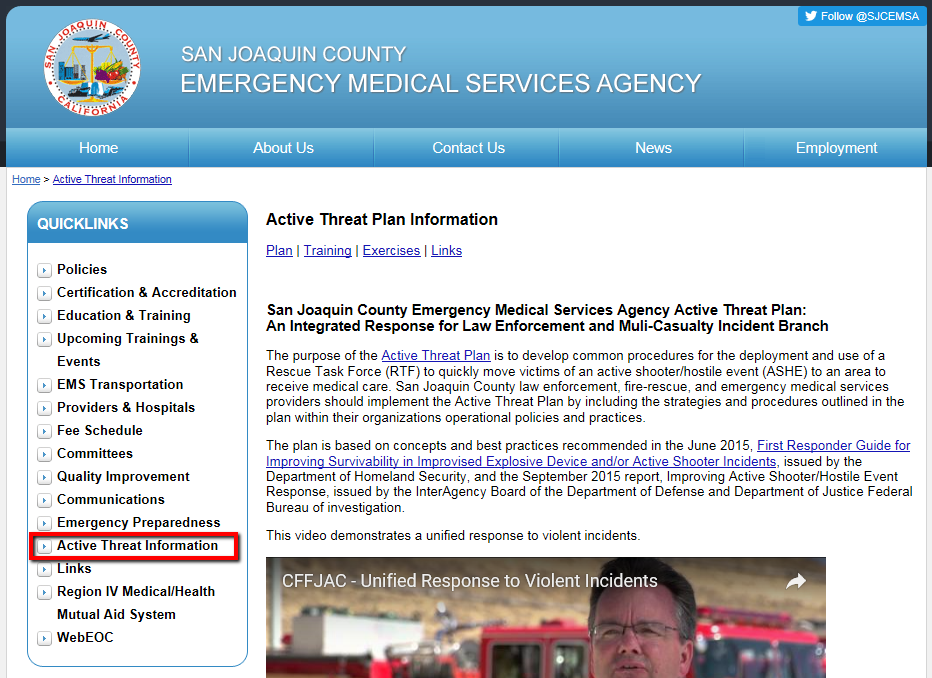 Follow @SJCEMSA
SAN JOAQUIN COUNTY
CALIFORNIA
SAN JOAQUIN COUNTY
EMERGENCY MEDICAL SERVICES AGENCY
Home
About Us
Contact Us
News
Employment
Home > Active Threat Information
QUICKLINKS
Policies
Certification & Accreditation
Education & Training
Upcoming Trainings &
Events
EMS Transportation
Providers & Hospitals
Fee Schedule
Committees
Quality Improvement
Communications
Emergency Preparedness
Active Threat Information
Links
Region IV Medical/Health
Mutual Aid System
WebEOC
Active Threat Plan Information
Plan | Training | Exercises | Links
San Joaquin County Emergency Medical Services Agency Active Threat Plan:
An Integrated Response for Law Enforcement and Muli-Casualty Incident Branch
The purpose of the Active Threat Plan is to develop common procedures for the deployment and use of a
Rescue Task Force (RTF) to quickly move victims of an active shooter/hostile event (ASHE) to an area to
receive medical care. San Joaquin County law enforcement, fire-rescue, and emergency medical services
providers should implement the Active Threat Plan by including the strategies and procedures outlined in the
plan within their organizations operational policies and practices.
The plan is based on concepts and best practices recommended in the June 2015, First Responder Guide for
Improving Survivability in Improvised Explosive Device and/or Active Shooter Incidents, issued by the
Department of Homeland Security, and the September 2015 report, Improving Active Shooter/Hostile Event
Response, issued by the InterAgency Board of the Department of Defense and Department of Justice Federal
Bureau of investigation.
This video demonstrates a unified response to violent incidents.
CFFJAC - Unified Response to Violent Incidents